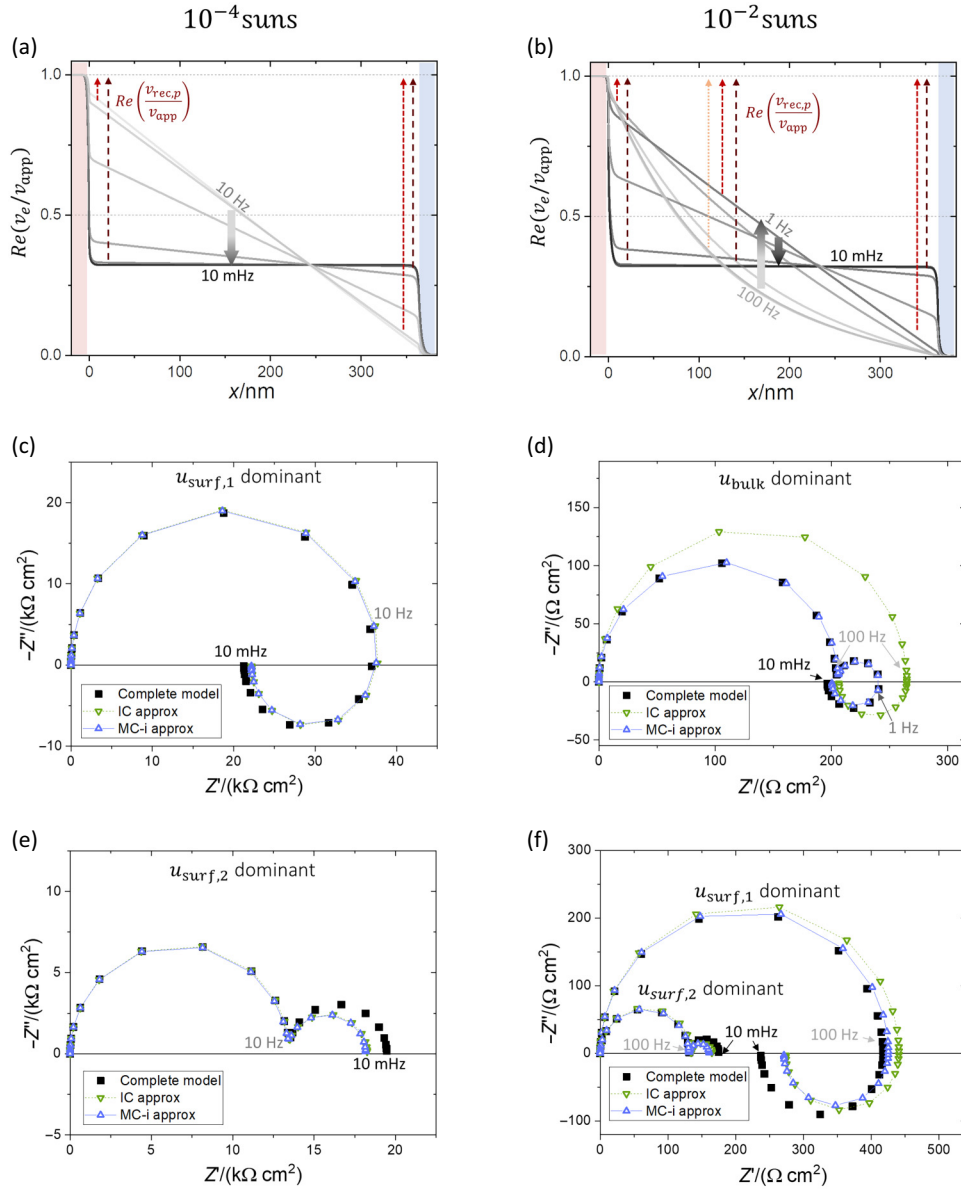 10⁻⁴ suns
10⁻² suns
(a)
(b)
1.0
0.5
0.0
Re(v_e/v_app)
Re(v_rec,p/v_app)
10 Hz
10 mHz
0
100
200
300
x/nm
1.0
0.5
0.0
Re(v_e/v_app)
Re(v_rec,p/v_app)
1 Hz
10 mHz
100 Hz
0
100
200
300
x/nm
(c)
(d)
u_surf,1 dominant
20
10
0
−10
−Z''/(kΩ cm²)
10 Hz
10 mHz
Complete model
IC approx
MC-i approx
0
10
20
30
40
Z'/(kΩ cm²)
u_bulk dominant
150
100
50
0
-50
−Z''/(Ω cm²)
100 Hz
10 mHz
1 Hz
Complete model
IC approx
MC-i approx
0
100
200
300
Z'/(Ω cm²)
(e)
(f)
u_surf,2 dominant
10
5
0
−5
−Z''/(kΩ cm²)
10 Hz
10 mHz
Complete model
IC approx
MC-i approx
0
5
10
15
20
Z'/(kΩ cm²)
300
200
100
0
−100
−Z''/(Ω cm²)
u_surf,1 dominant
u_surf,2 dominant
10 mHz
100 Hz
100 Hz
Complete model
IC approx
MC-i approx
0
100
200
300
400
500
Z'/(Ω cm²)